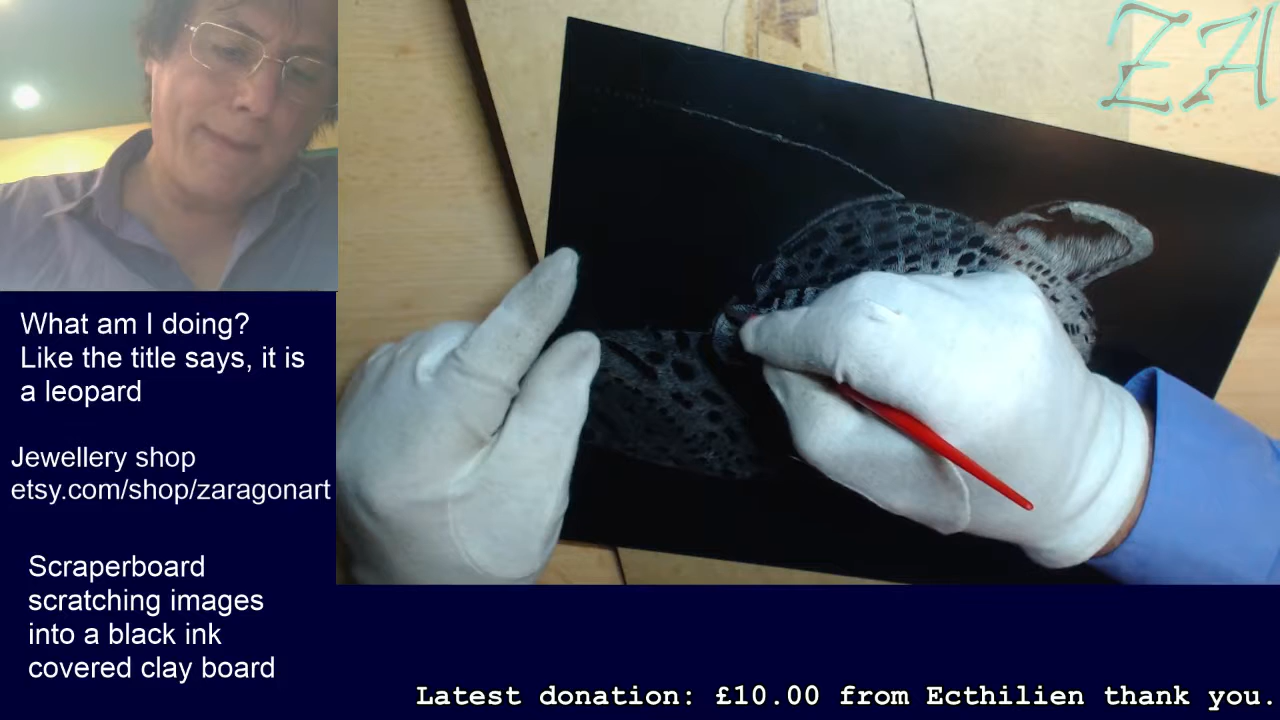 ZA
What am I doing?
Like the title says, it is
a leopard
Jewellery shop
etsy.com/shop/zaragonart
Scraperboard
scratching images
into a black ink
covered clay board
Latest donation: £10.00 from Ecthilien thank you.